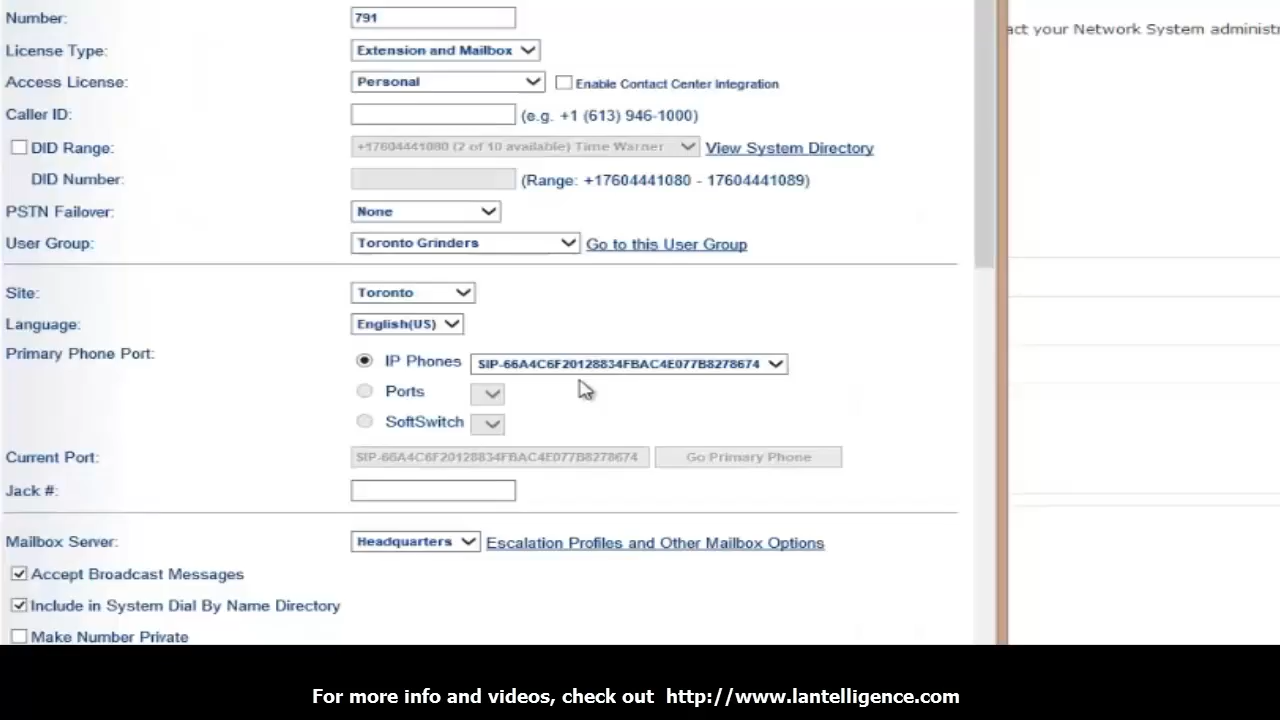 Number: 791
act your Network System administr
License Type: Extension and Mailbox
Access License: Personal Enable Contact Center Integration
Caller ID: (e.g. +1 (613) 946-1000)
DID Range: +17604441080 (2 of 10 available) Time Warner View System Directory
DID Number: (Range: +17604441080 - 17604441089)
PSTN Failover: None
User Group: Toronto Grinders Go to this User Group
Site: Toronto
Language: English(US)
Primary Phone Port: IP Phones SIP-66A4C6F20128834FBAC4E077B8278674
Ports
SoftSwitch
Current Port: SIP-66A4C6F20128834FBAC4E077B8278674 Go Primary Phone
Jack #:
Mailbox Server: Headquarters Escalation Profiles and Other Mailbox Options
Accept Broadcast Messages
Include in System Dial By Name Directory
Make Number Private
For more info and videos, check out http://www.lantelligence.com